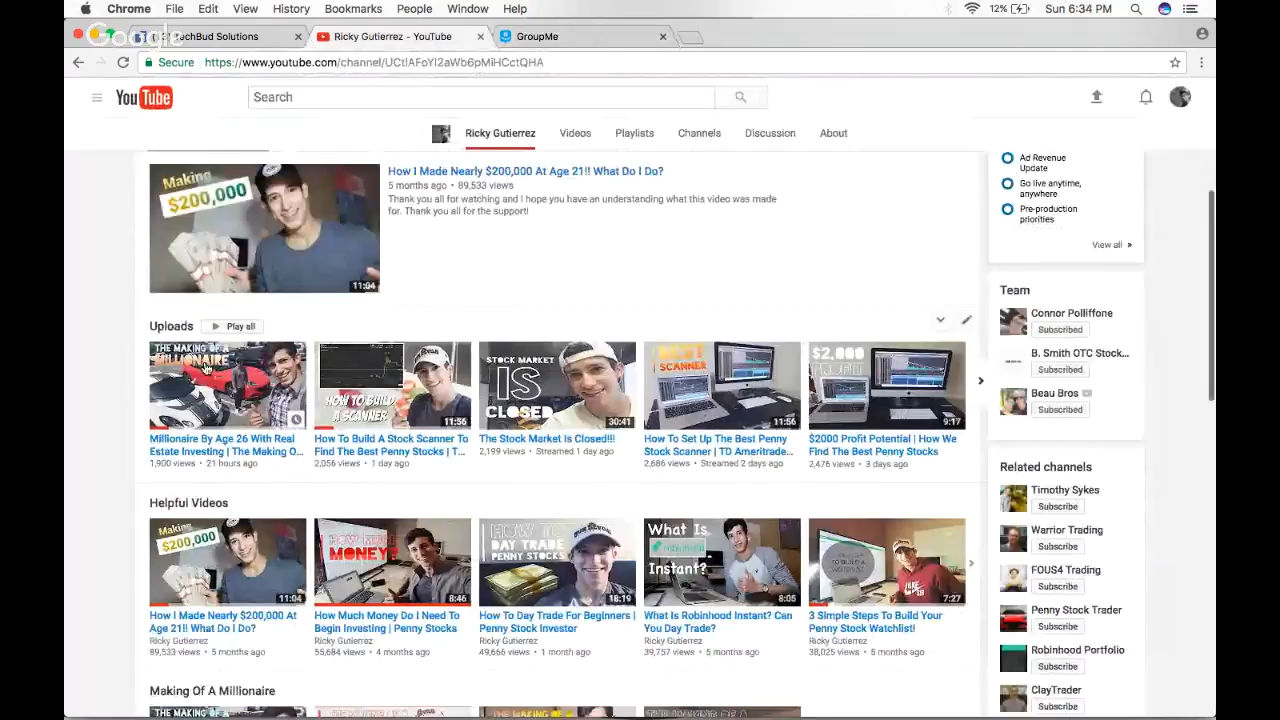 Chrome File Edit View History Bookmarks People Window Help
12% Sun 6:34 PM
Google
TechBud Solutions
Ricky Gutierrez - YouTube
GroupMe
Secure https://www.youtube.com/channel/
YouTube
Search
Ricky Gutierrez Videos Playlists Channels Discussion About
Making
$200,000
11:04
How I Made Nearly $200,000 At Age 21!! What Do I Do?
5 months ago • 89,533 views
Thank you all for watching and I hope you have an understanding what this video was made
for. Thank you all for the support!
Ad Revenue
Update
Go live anytime,
anywhere
Pre-production
priorities
View all »
Uploads
Play all
THE MAKING OF A
MILLIONAIRE
Millionaire By Age 26 With Real
Estate Investing | The Making O...
1,900 views • 21 hours ago
HOW TO BUILD
A SCANNER
11:56
How To Build A Stock Scanner To
Find The Best Penny Stocks | T...
2,056 views • 1 day ago
STOCK MARKET
IS
CLOSED
30:41
The Stock Market Is Closed!!!
2,199 views • Streamed 1 day ago
BEST
SCANNER
11:56
How To Set Up The Best Penny
Stock Scanner | TD Ameritrade...
2,686 views • Streamed 2 days ago
$2,000
PROFIT
9:17
$2000 Profit Potential | How We
Find The Best Penny Stocks
2,476 views • 3 days ago
Team
Connor Polliffone
Subscribed
B. Smith OTC Stock...
Subscribed
Beau Bros
Subscribed
Helpful Videos
Making
$200,000
11:04
How I Made Nearly $200,000 At
Age 21!! What Do I Do?
Ricky Gutierrez
89,533 views • 5 months ago
HOW MUCH
MONEY?
8:46
How Much Money Do I Need To
Begin Investing | Penny Stocks
Ricky Gutierrez
55,684 views • 4 months ago
HOW TO
DAY TRADE
PENNY STOCKS
18:19
How To Day Trade For Beginners |
Penny Stock Investor
Ricky Gutierrez
49,666 views • 1 month ago
What Is
Robinhood
Instant?
8:05
What Is Robinhood Instant? Can
You Day Trade?
Ricky Gutierrez
39,757 views • 5 months ago
7:27
3 Simple Steps To Build Your
Penny Stock Watchlist!
Ricky Gutierrez
38,025 views • 5 months ago
Related channels
Timothy Sykes
Subscribe
Warrior Trading
Subscribe
FOUS4 Trading
Subscribe
Penny Stock Trader
Subscribe
Robinhood Portfolio
Subscribe
ClayTrader
Subscribe
Making Of A Millionaire